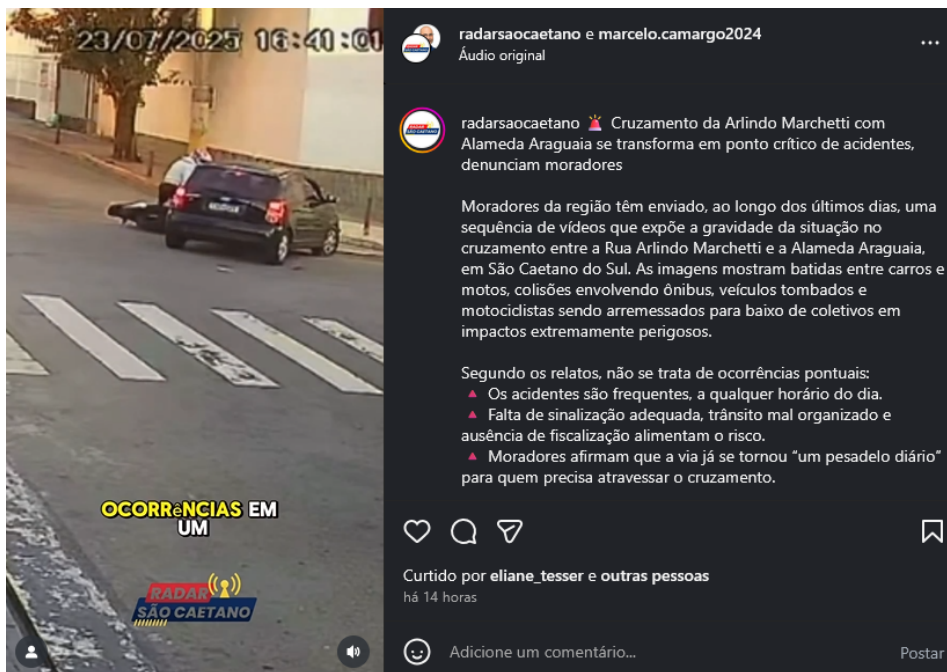 23/07/2025 16:41:01
OCORRêNCIAS EM
UM
RADAR
SÃO CAETANO
radarsaocaetano e marcelo.camargo2024
Áudio original
radarsaocaetano 🚨 Cruzamento da Arlindo Marchetti com
Alameda Araguaia se transforma em ponto crítico de acidentes,
denunciam moradores
Moradores da região têm enviado, ao longo dos últimos dias, uma
sequência de vídeos que expõe a gravidade da situação no
cruzamento entre a Rua Arlindo Marchetti e a Alameda Araguaia,
em São Caetano do Sul. As imagens mostram batidas entre carros e
motos, colisões envolvendo ônibus, veículos tombados e
motociclistas sendo arremessados para baixo de coletivos em
impactos extremamente perigosos.
Segundo os relatos, não se trata de ocorrências pontuais:
🔺 Os acidentes são frequentes, a qualquer horário do dia.
🔺 Falta de sinalização adequada, trânsito mal organizado e
ausência de fiscalização alimentam o risco.
🔺 Moradores afirmam que a via já se tornou “um pesadelo diário”
para quem precisa atravessar o cruzamento.
Curtido por eliane_tesser e outras pessoas
há 14 horas
Adicione um comentário...
Postar